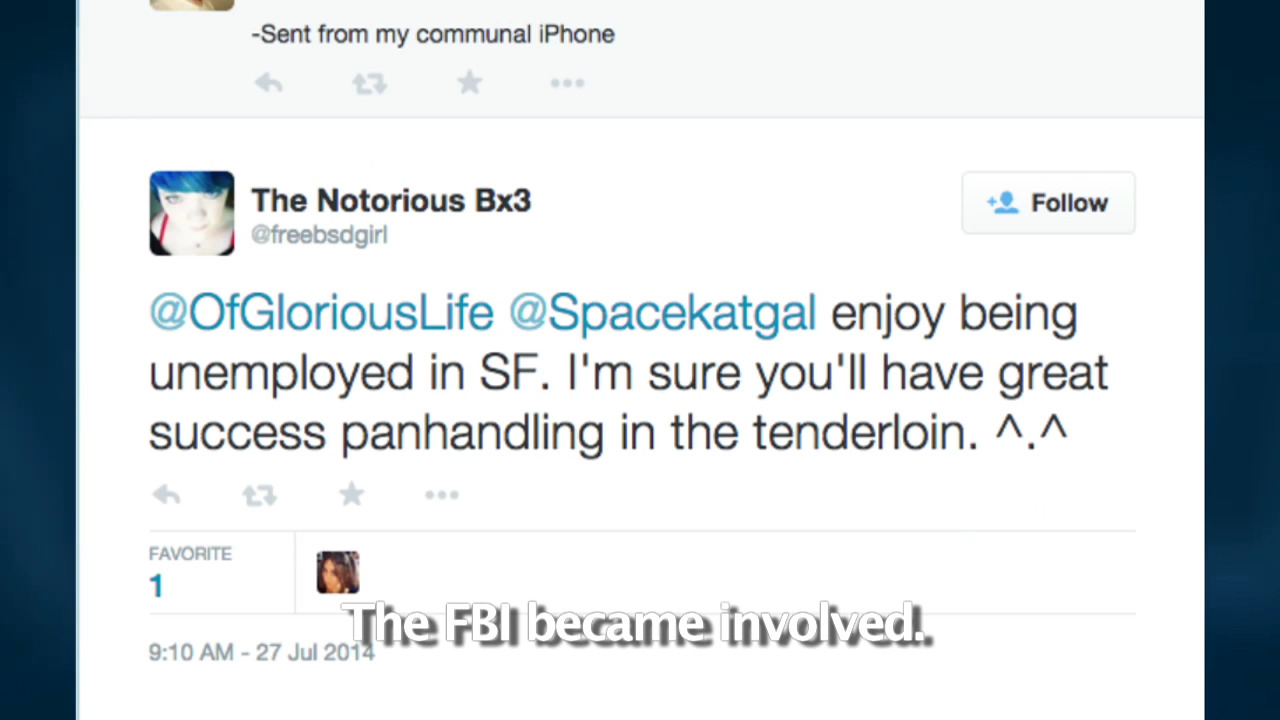 -Sent from my communal iPhone
The Notorious Bx3
@freebsdgirl
Follow
@OfGloriousLife @Spacekatgal enjoy being
unemployed in SF. I'm sure you'll have great
success panhandling in the tenderloin. ^.^
FAVORITE
1
The FBI became involved.
9:10 AM - 27 Jul 2014